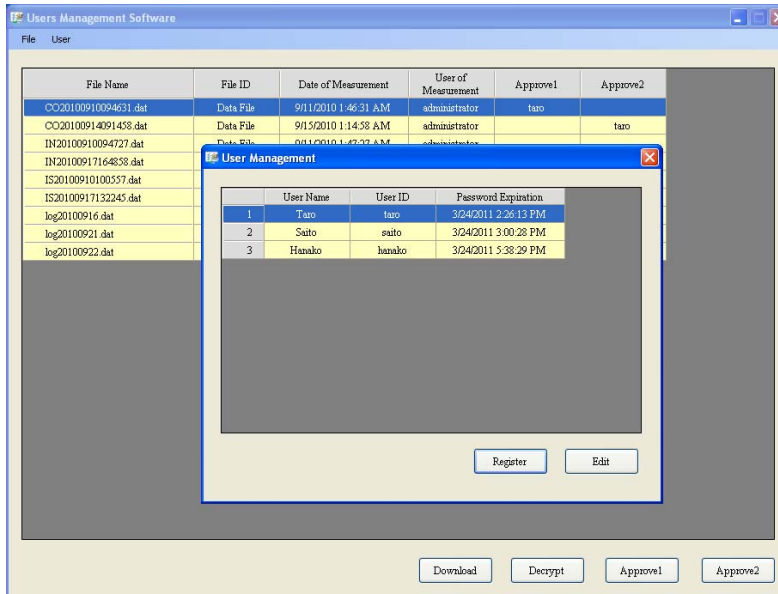 Users Management Software
File User
File Name File ID Date of Measurement User of Measurement Approve1 Approve2
CO20100910094631.dat Data File 9/11/2010 1:46:31 AM administrator taro
CO20100914091458.dat Data File 9/15/2010 1:14:58 AM administrator taro
IN20100910094727.dat
IN20100917164858.dat
IS20100910100557.dat
IS20100917132245.dat
log20100916.dat
log20100921.dat
log20100922.dat
User Management
User Name User ID Password Expiration
1 Taro taro 3/24/2011 2:26:13 PM
2 Saito saito 3/24/2011 3:00:28 PM
3 Hanako hanako 3/24/2011 5:38:29 PM
Register Edit
Download Decrypt Approve1 Approve2